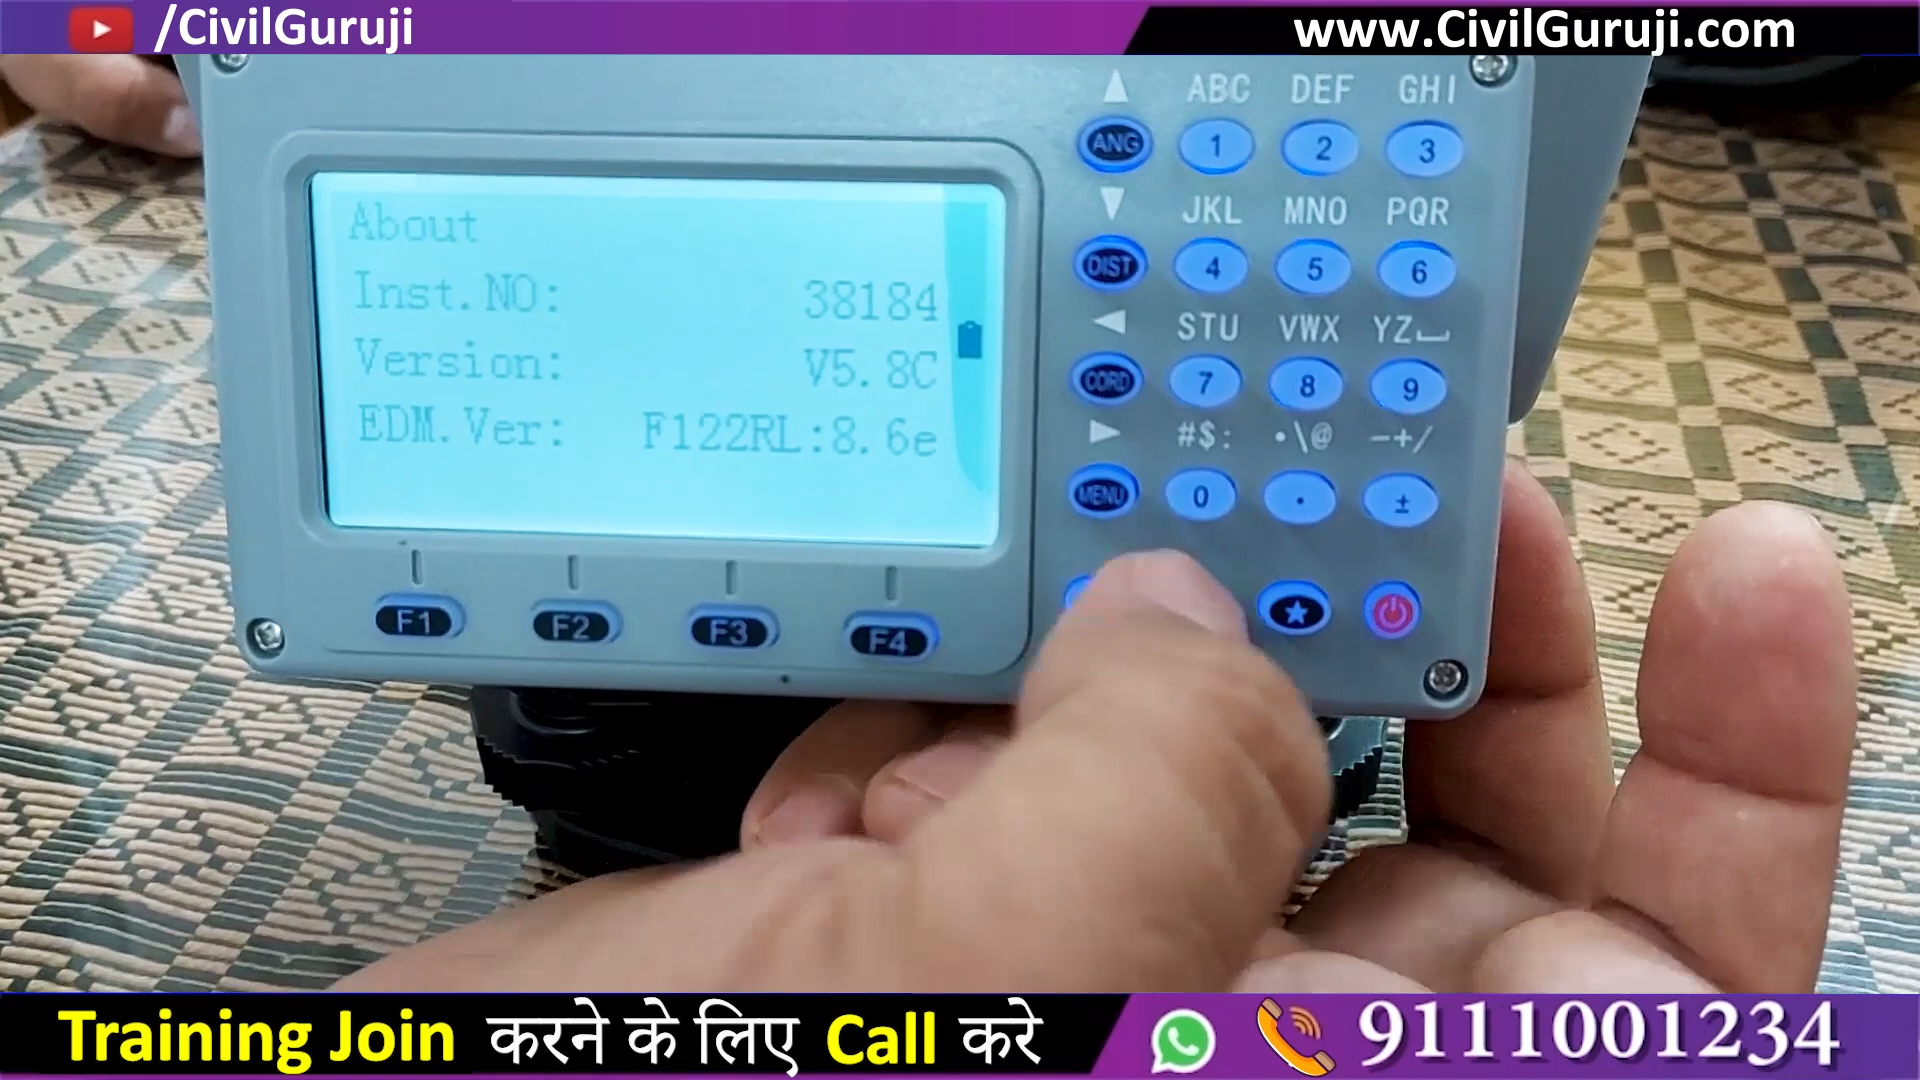 /CivilGuruji
www.CivilGuruji.com
About
Inst.NO: 38184
Version: V5.8C
EDM.Ver: F122RL:8.6e
ABC DEF GHI
ANG 1 2 3
JKL MNO PQR
DIST 4 5 6
STU VWX YZ
CORD 7 8 9
#$: •\@ −+/
MENU 0 . ±
F1 F2 F3 F4
Training Join करने के लिए Call करे
9111001234